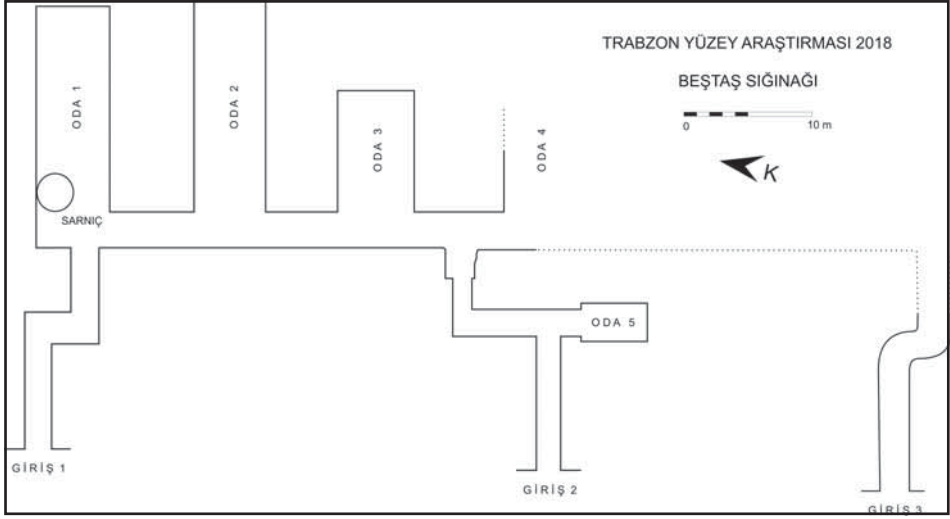 TRABZON YÜZEY ARAŞTIRMASI 2018
BEŞTAŞ SIĞINAĞI
0 10 m
K
ODA 1
ODA 2
ODA 3
ODA 4
SARNIÇ
ODA 5
GİRİŞ 1
GİRİŞ 2
GİRİŞ 3